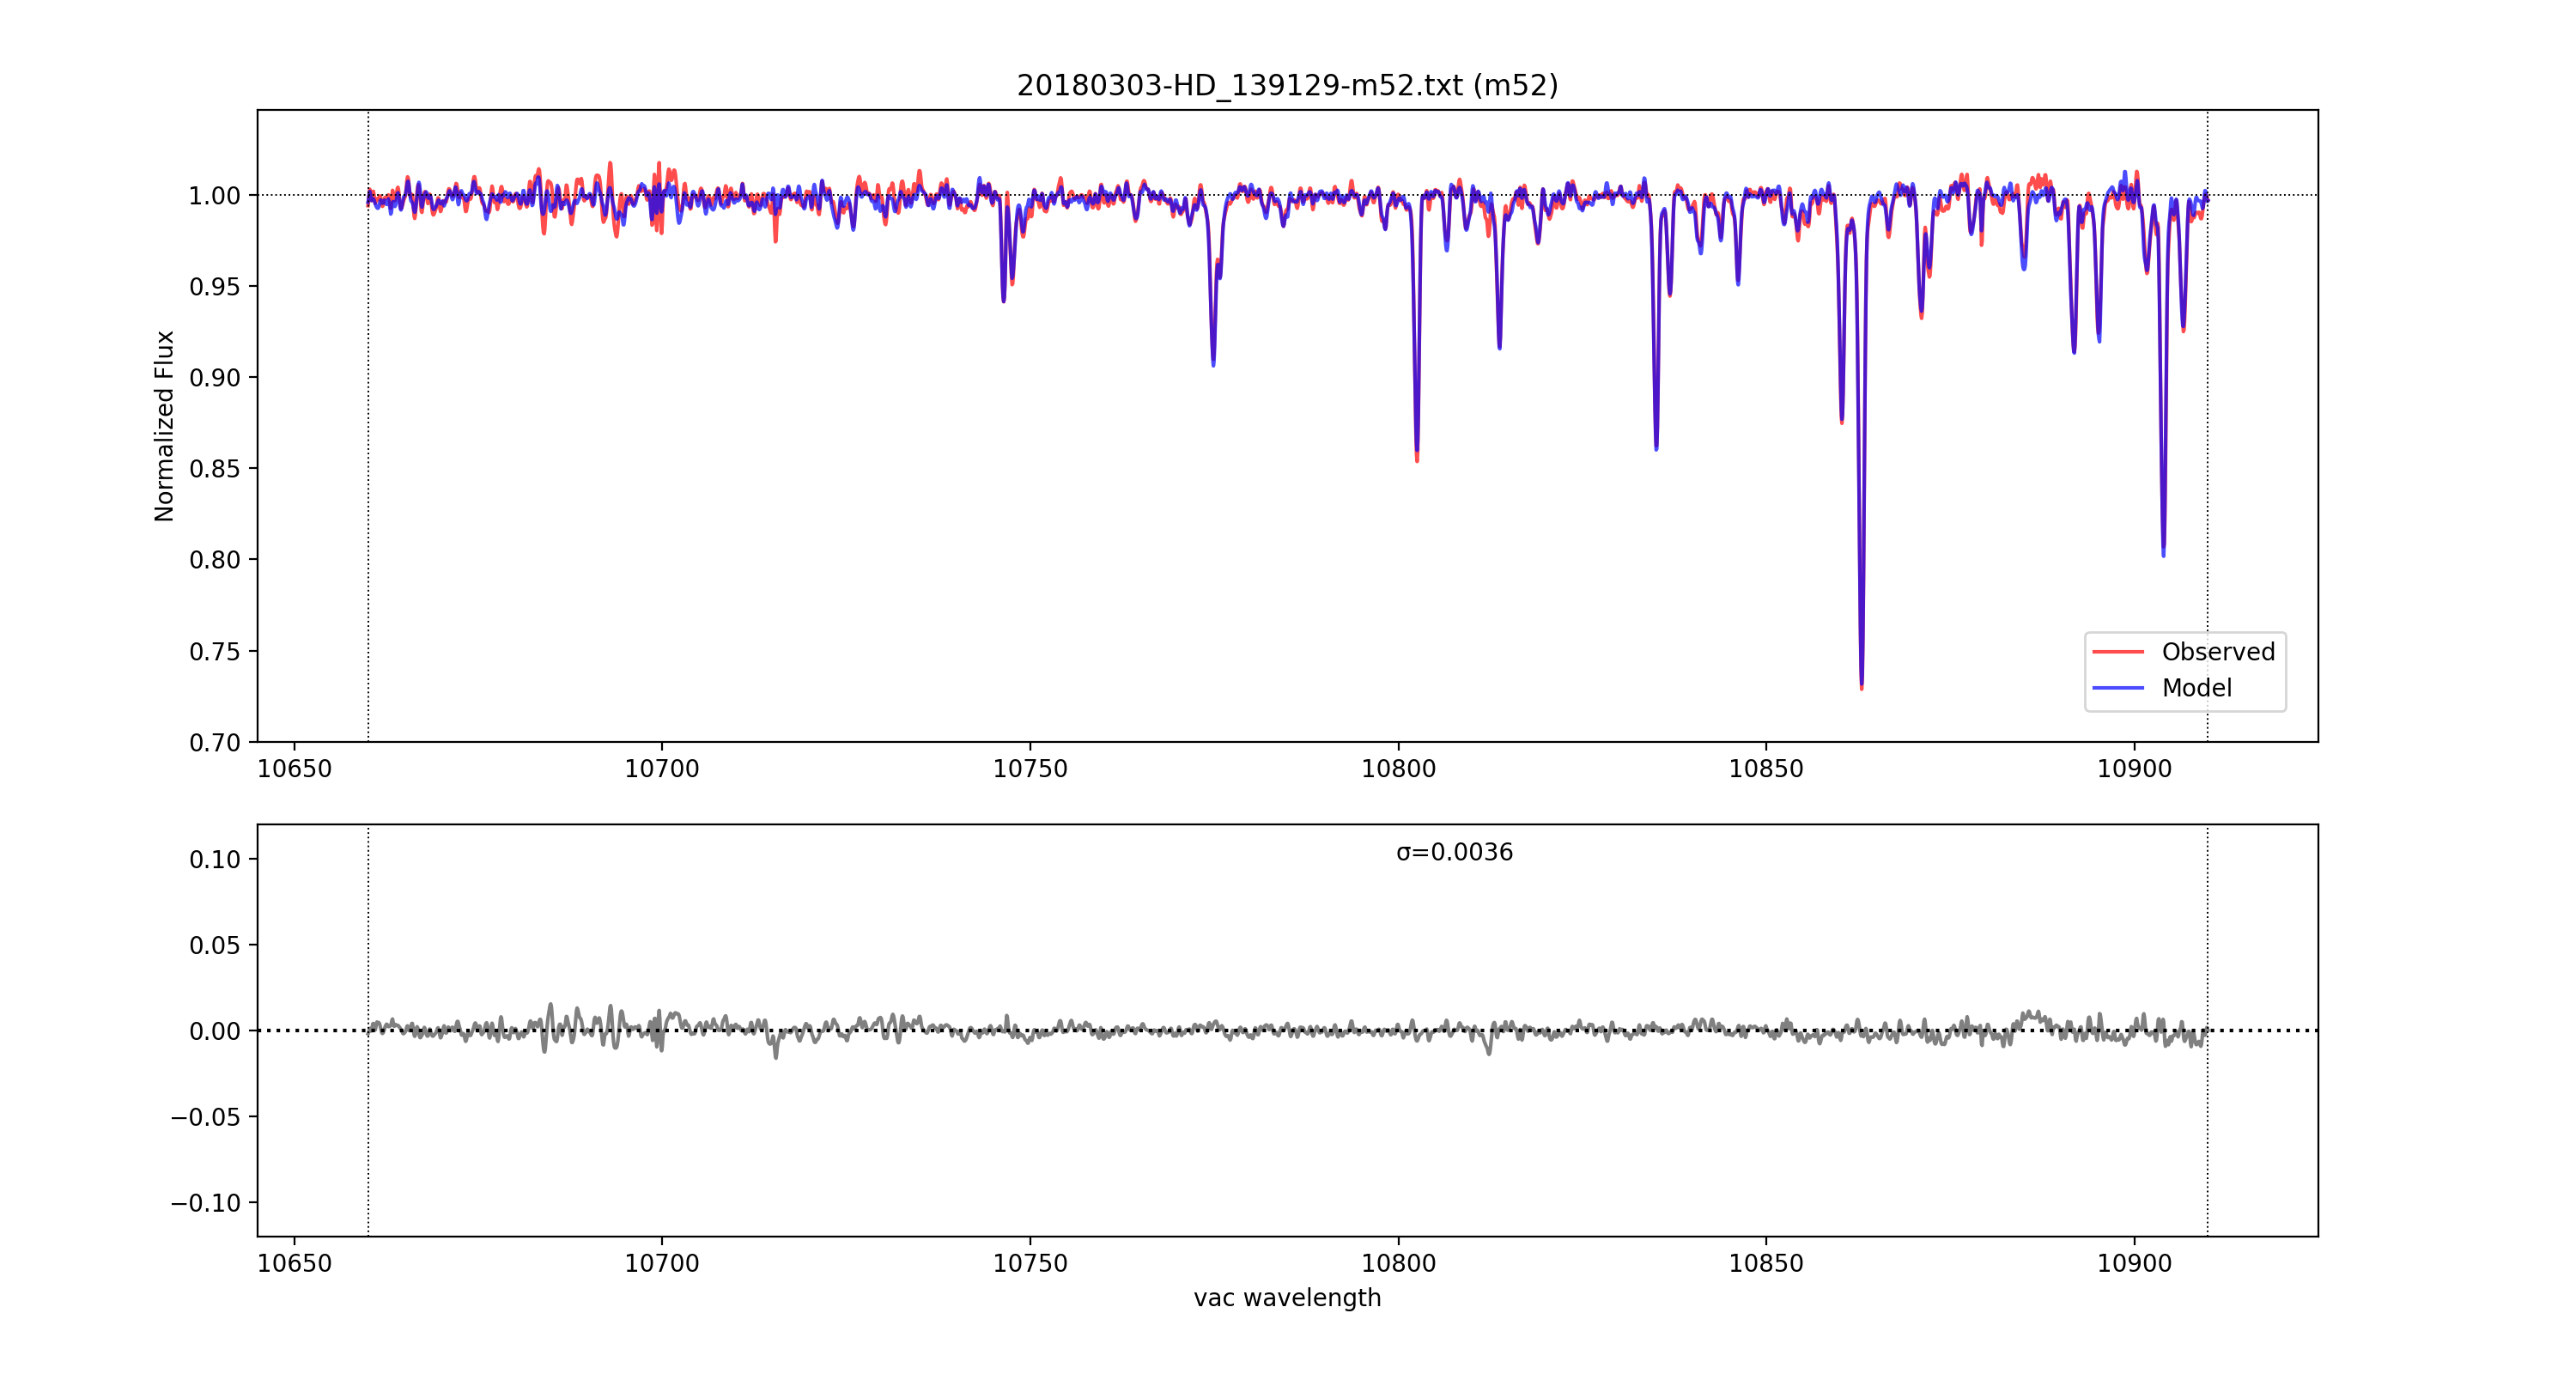 20180303-HD_139129-m52.txt (m52)
1.00
0.95
0.90
0.85
0.80
0.75
0.70
Normalized Flux
Observed
Model
10650 10700 10750 10800 10850 10900
σ=0.0036
0.10
0.05
0.00
−0.05
−0.10
10650 10700 10750 10800 10850 10900
vac wavelength